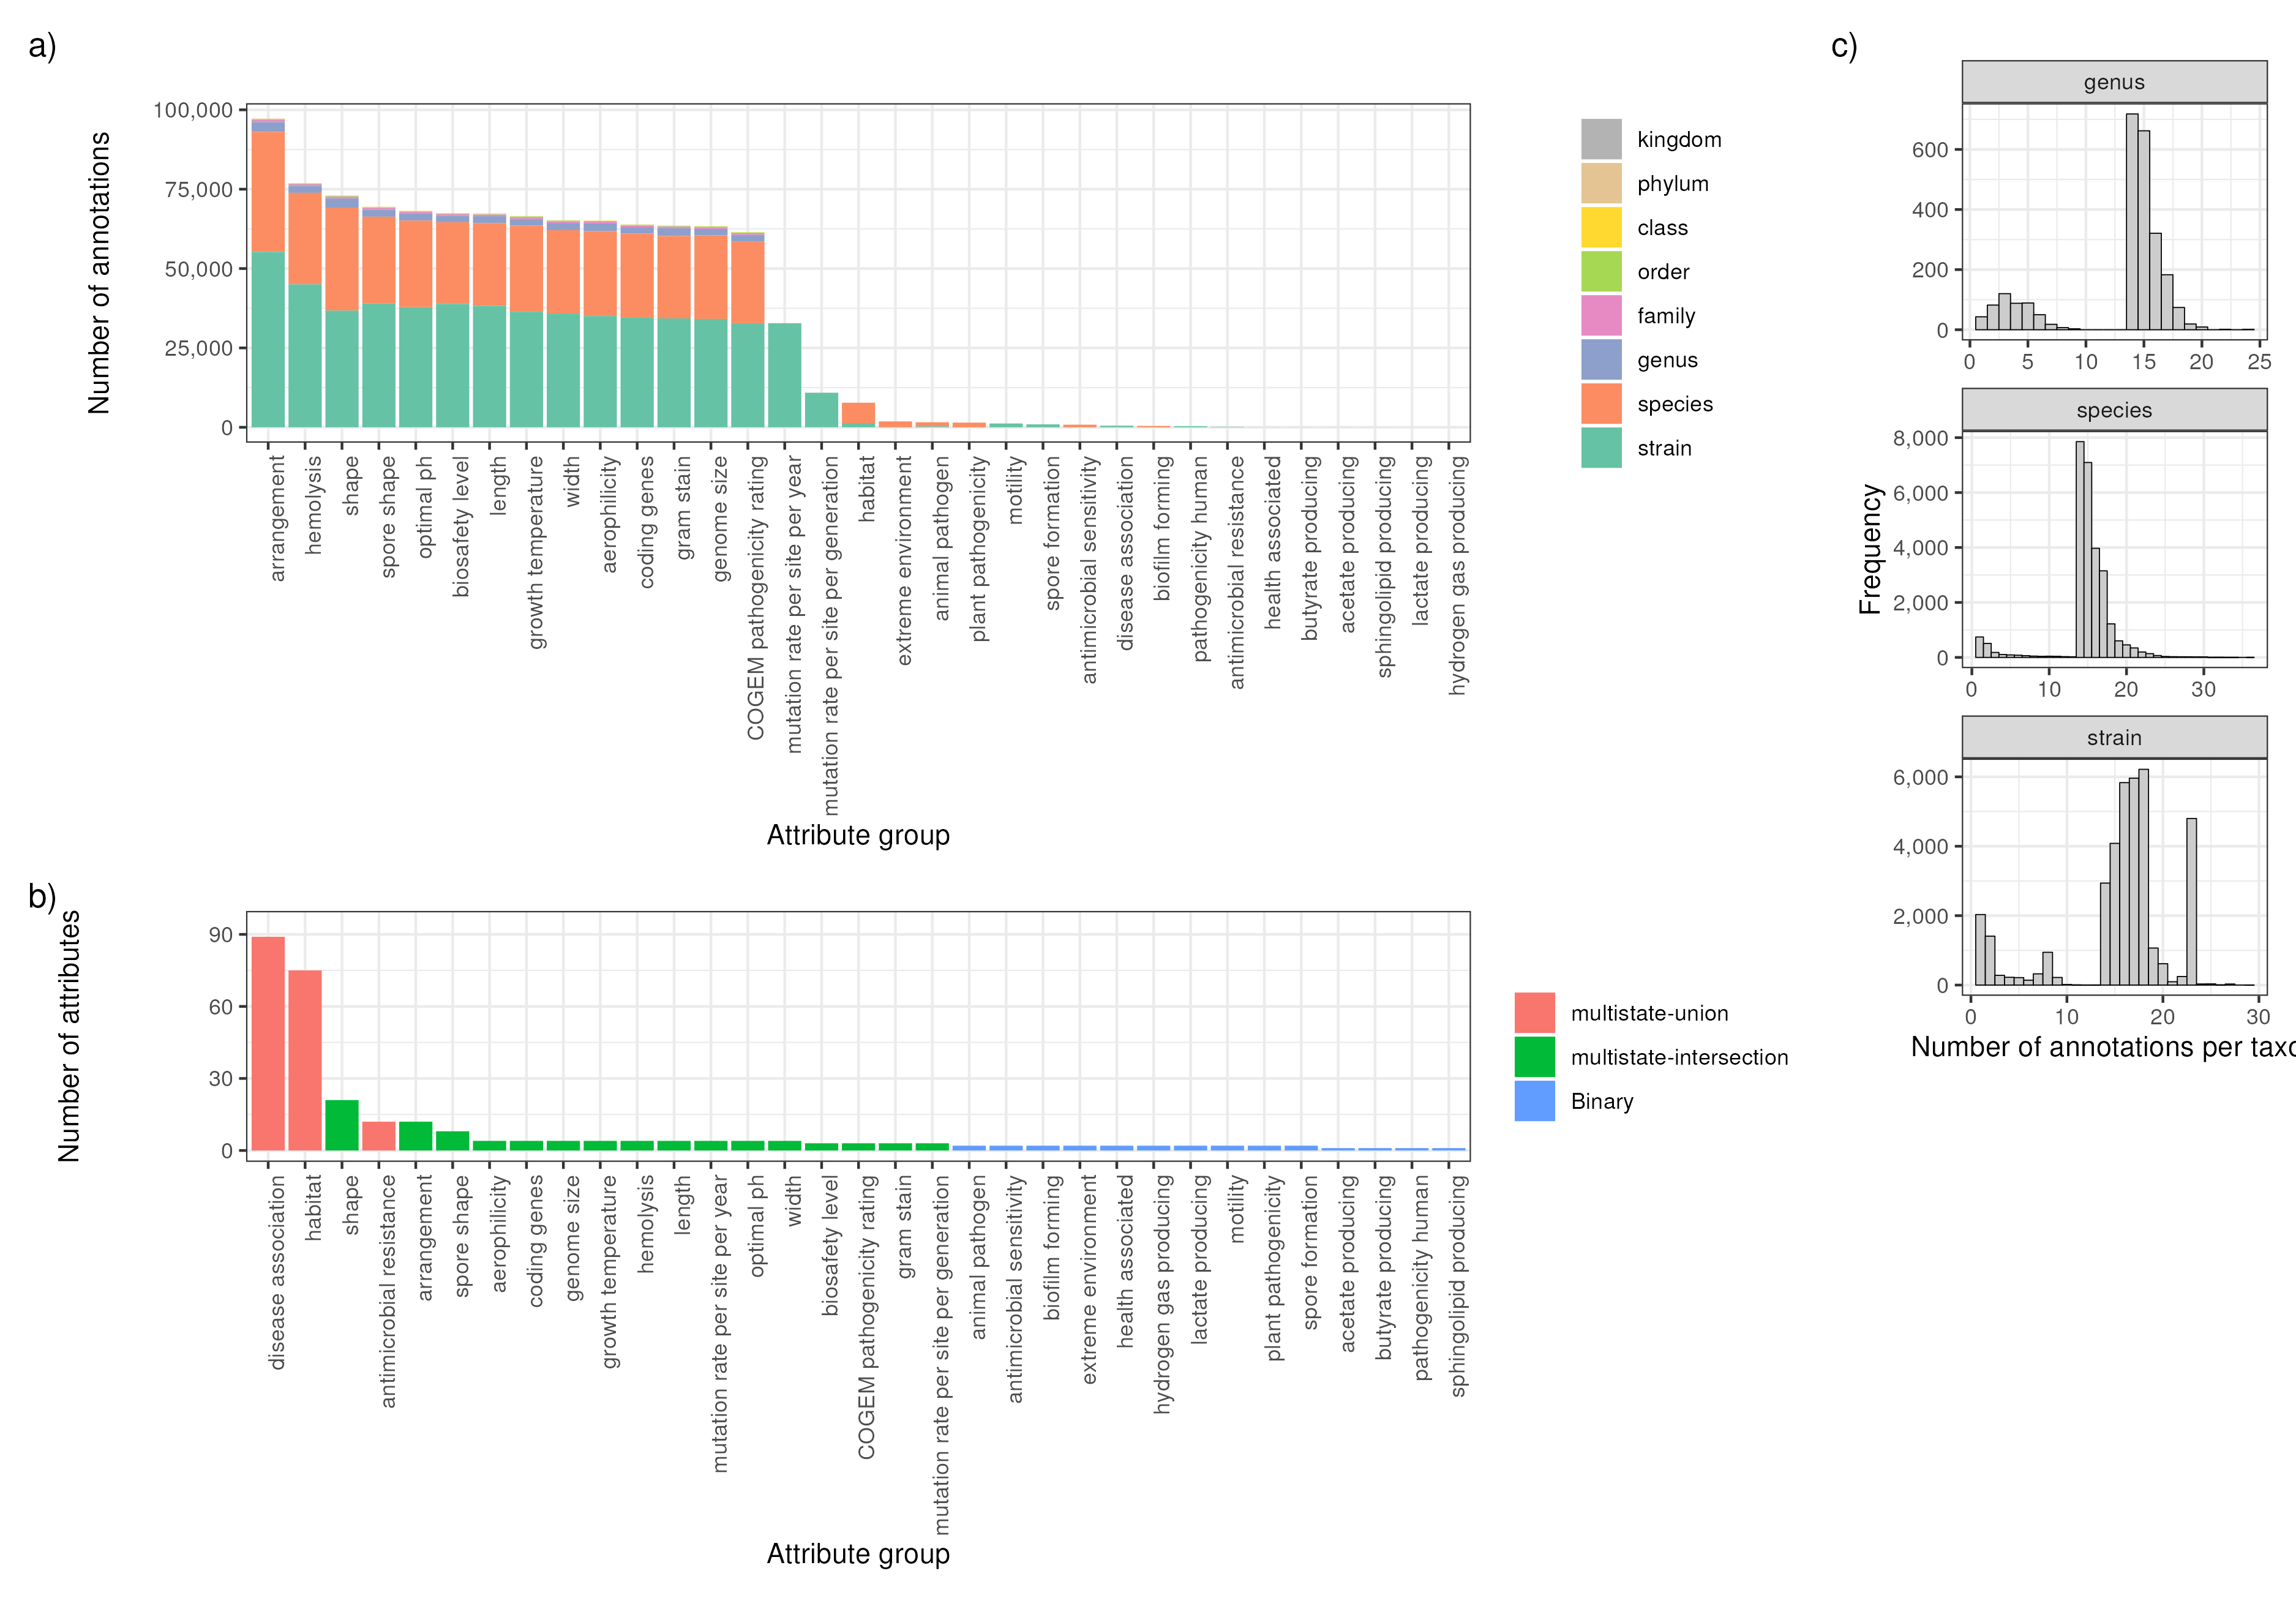 a)
Number of annotations
100,000
75,000
50,000
25,000
0
arrangement
hemolysis
shape
spore shape
optimal ph
biosafety level
length
growth temperature
width
aerophilicity
coding genes
gram stain
genome size
COGEM pathogenicity rating
mutation rate per site per year
mutation rate per site per generation
habitat
extreme environment
animal pathogen
plant pathogenicity
motility
spore formation
antimicrobial sensitivity
disease association
biofilm forming
pathogenicity human
antimicrobial resistance
health associated
butyrate producing
acetate producing
sphingolipid producing
lactate producing
hydrogen gas producing
Attribute group
kingdom
phylum
class
order
family
genus
species
strain
b)
Number of attributes
90
60
30
0
disease association
habitat
shape
antimicrobial resistance
arrangement
spore shape
aerophilicity
coding genes
genome size
growth temperature
hemolysis
length
mutation rate per site per year
optimal ph
width
biosafety level
COGEM pathogenicity rating
gram stain
mutation rate per site per generation
animal pathogen
antimicrobial sensitivity
biofilm forming
extreme environment
health associated
hydrogen gas producing
lactate producing
motility
plant pathogenicity
spore formation
acetate producing
butyrate producing
pathogenicity human
sphingolipid producing
Attribute group
multistate-union
multistate-intersection
Binary
c)
Frequency
genus
600
400
200
0
0 5 10 15 20 25
species
8,000
6,000
4,000
2,000
0
0 10 20 30
strain
6,000
4,000
2,000
0
0 10 20 30
Number of annotations per